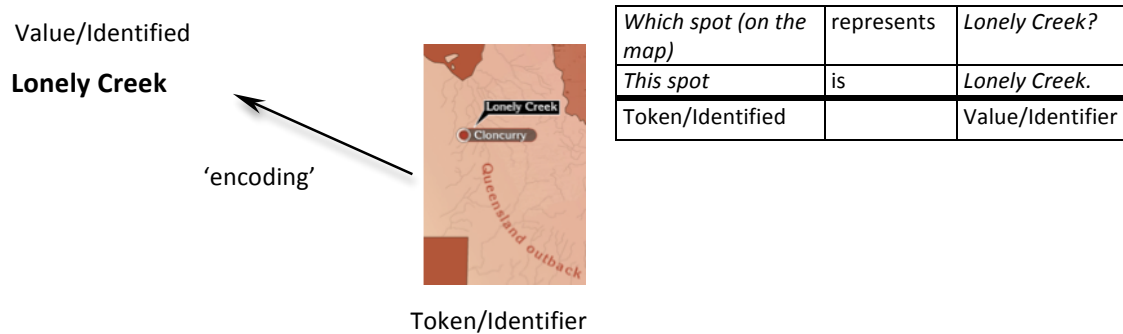 Value/Identified
Lonely Creek
‘encoding’
Lonely Creek
Cloncurry
Queensland outback
Token/Identifier
Which spot (on the map) represents Lonely Creek?
This spot is Lonely Creek.
Token/Identified Value/Identifier